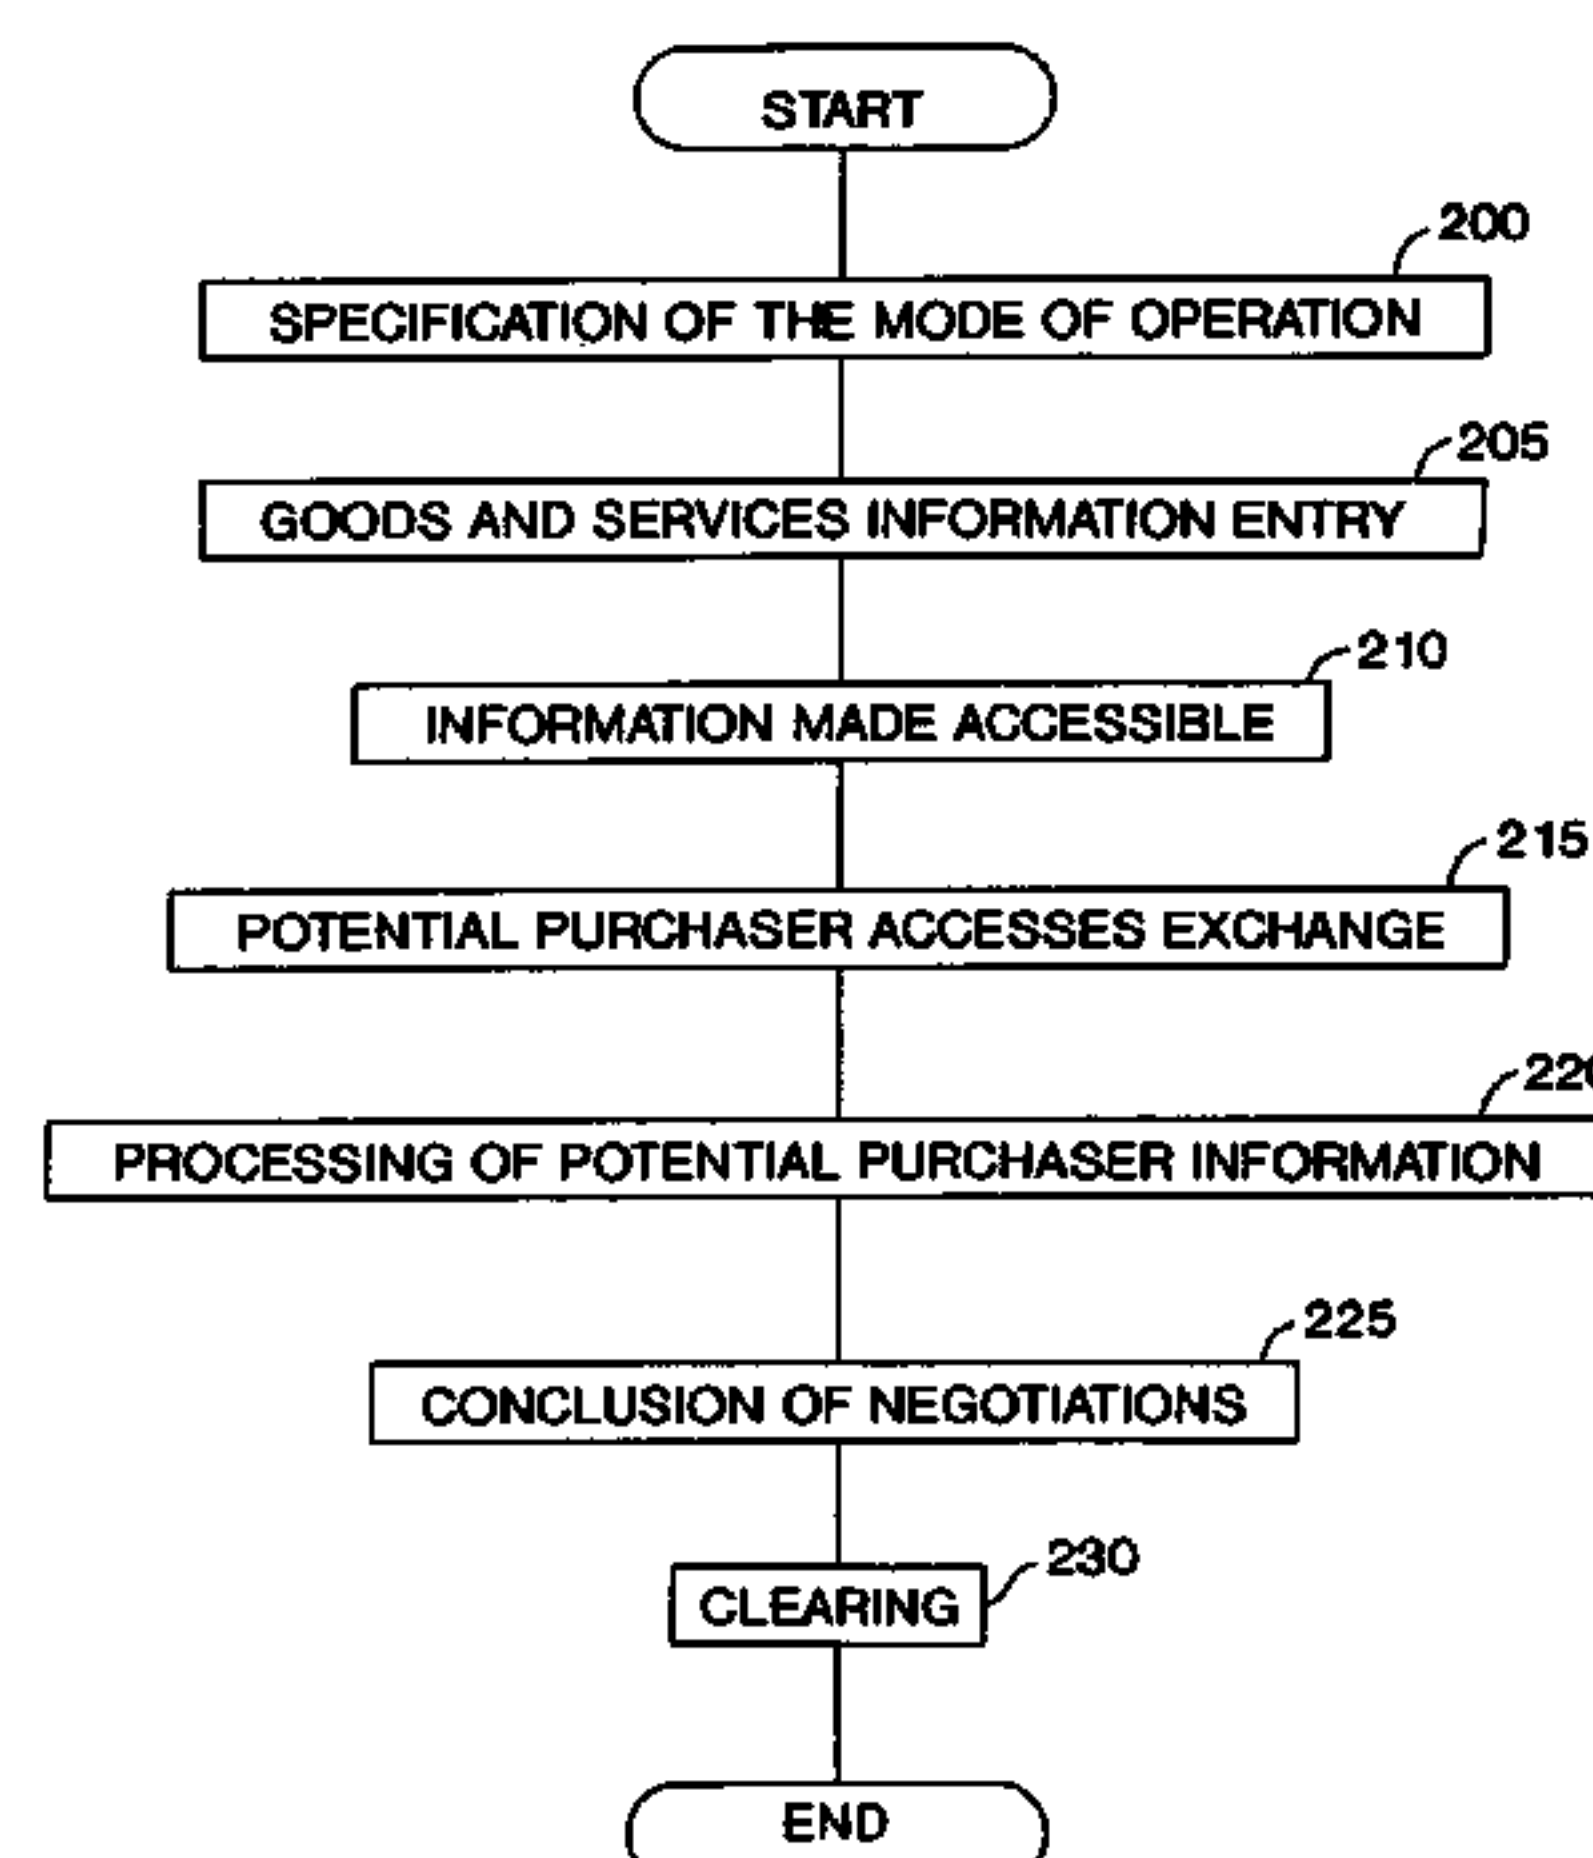 START
200
SPECIFICATION OF THE MODE OF OPERATION
205
GOODS AND SERVICES INFORMATION ENTRY
210
INFORMATION MADE ACCESSIBLE
215
POTENTIAL PURCHASER ACCESSES EXCHANGE
220
PROCESSING OF POTENTIAL PURCHASER INFORMATION
225
CONCLUSION OF NEGOTIATIONS
230
CLEARING
END